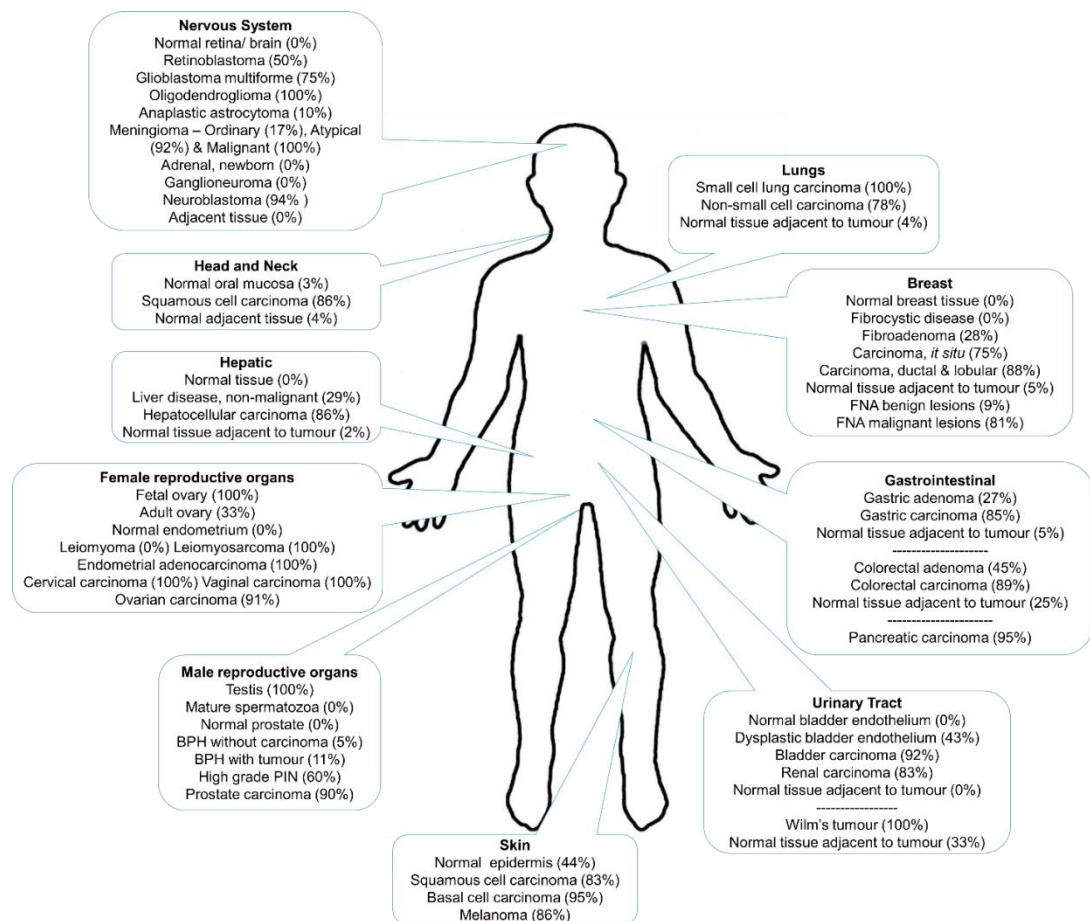 Nervous System
Normal retina/ brain (0%)
Retinoblastoma (50%)
Glioblastoma multiforme (75%)
Oligodendroglioma (100%)
Anaplastic astrocytoma (10%)
Meningioma – Ordinary (17%), Atypical
(92%) & Malignant (100%)
Adrenal, newborn (0%)
Ganglioneuroma (0%)
Neuroblastoma (94% )
Adjacent tissue (0%)
Lungs
Small cell lung carcinoma (100%)
Non-small cell carcinoma (78%)
Normal tissue adjacent to tumour (4%)
Head and Neck
Normal oral mucosa (3%)
Squamous cell carcinoma (86%)
Normal adjacent tissue (4%)
Breast
Normal breast tissue (0%)
Fibrocystic disease (0%)
Fibroadenoma (28%)
Carcinoma, it situ (75%)
Carcinoma, ductal & lobular (88%)
Normal tissue adjacent to tumour (5%)
FNA benign lesions (9%)
FNA malignant lesions (81%)
Hepatic
Normal tissue (0%)
Liver disease, non-malignant (29%)
Hepatocellular carcinoma (86%)
Normal tissue adjacent to tumour (2%)
Female reproductive organs
Fetal ovary (100%)
Adult ovary (33%)
Normal endometrium (0%)
Leiomyoma (0%) Leiomyosarcoma (100%)
Endometrial adenocarcinoma (100%)
Cervical carcinoma (100%) Vaginal carcinoma (100%)
Ovarian carcinoma (91%)
Gastrointestinal
Gastric adenoma (27%)
Gastric carcinoma (85%)
Normal tissue adjacent to tumour (5%)
--------------------
Colorectal adenoma (45%)
Colorectal carcinoma (89%)
Normal tissue adjacent to tumour (25%)
----------------------
Pancreatic carcinoma (95%)
Male reproductive organs
Testis (100%)
Mature spermatozoa (0%)
Normal prostate (0%)
BPH without carcinoma (5%)
BPH with tumour (11%)
High grade PIN (60%)
Prostate carcinoma (90%)
Urinary Tract
Normal bladder endothelium (0%)
Dysplastic bladder endothelium (43%)
Bladder carcinoma (92%)
Renal carcinoma (83%)
Normal tissue adjacent to tumour (0%)
-----------------
Wilm's tumour (100%)
Normal tissue adjacent to tumour (33%)
Skin
Normal epidermis (44%)
Squamous cell carcinoma (83%)
Basal cell carcinoma (95%)
Melanoma (86%)